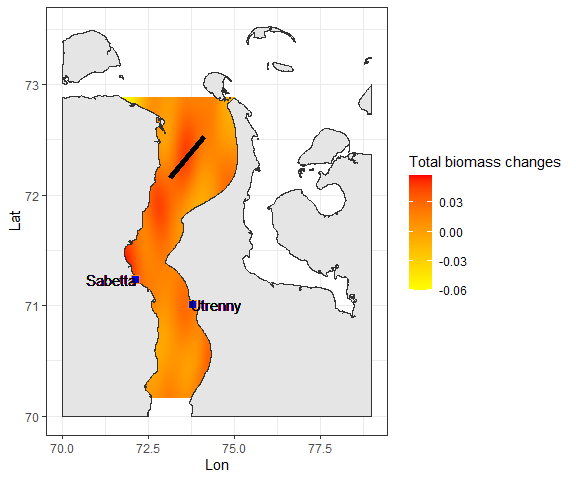 73
72
71
70
Lat
Sabetta
Utrenny
70.0
72.5
75.0
77.5
Lon
Total biomass changes
0.03
0.00
-0.03
-0.06